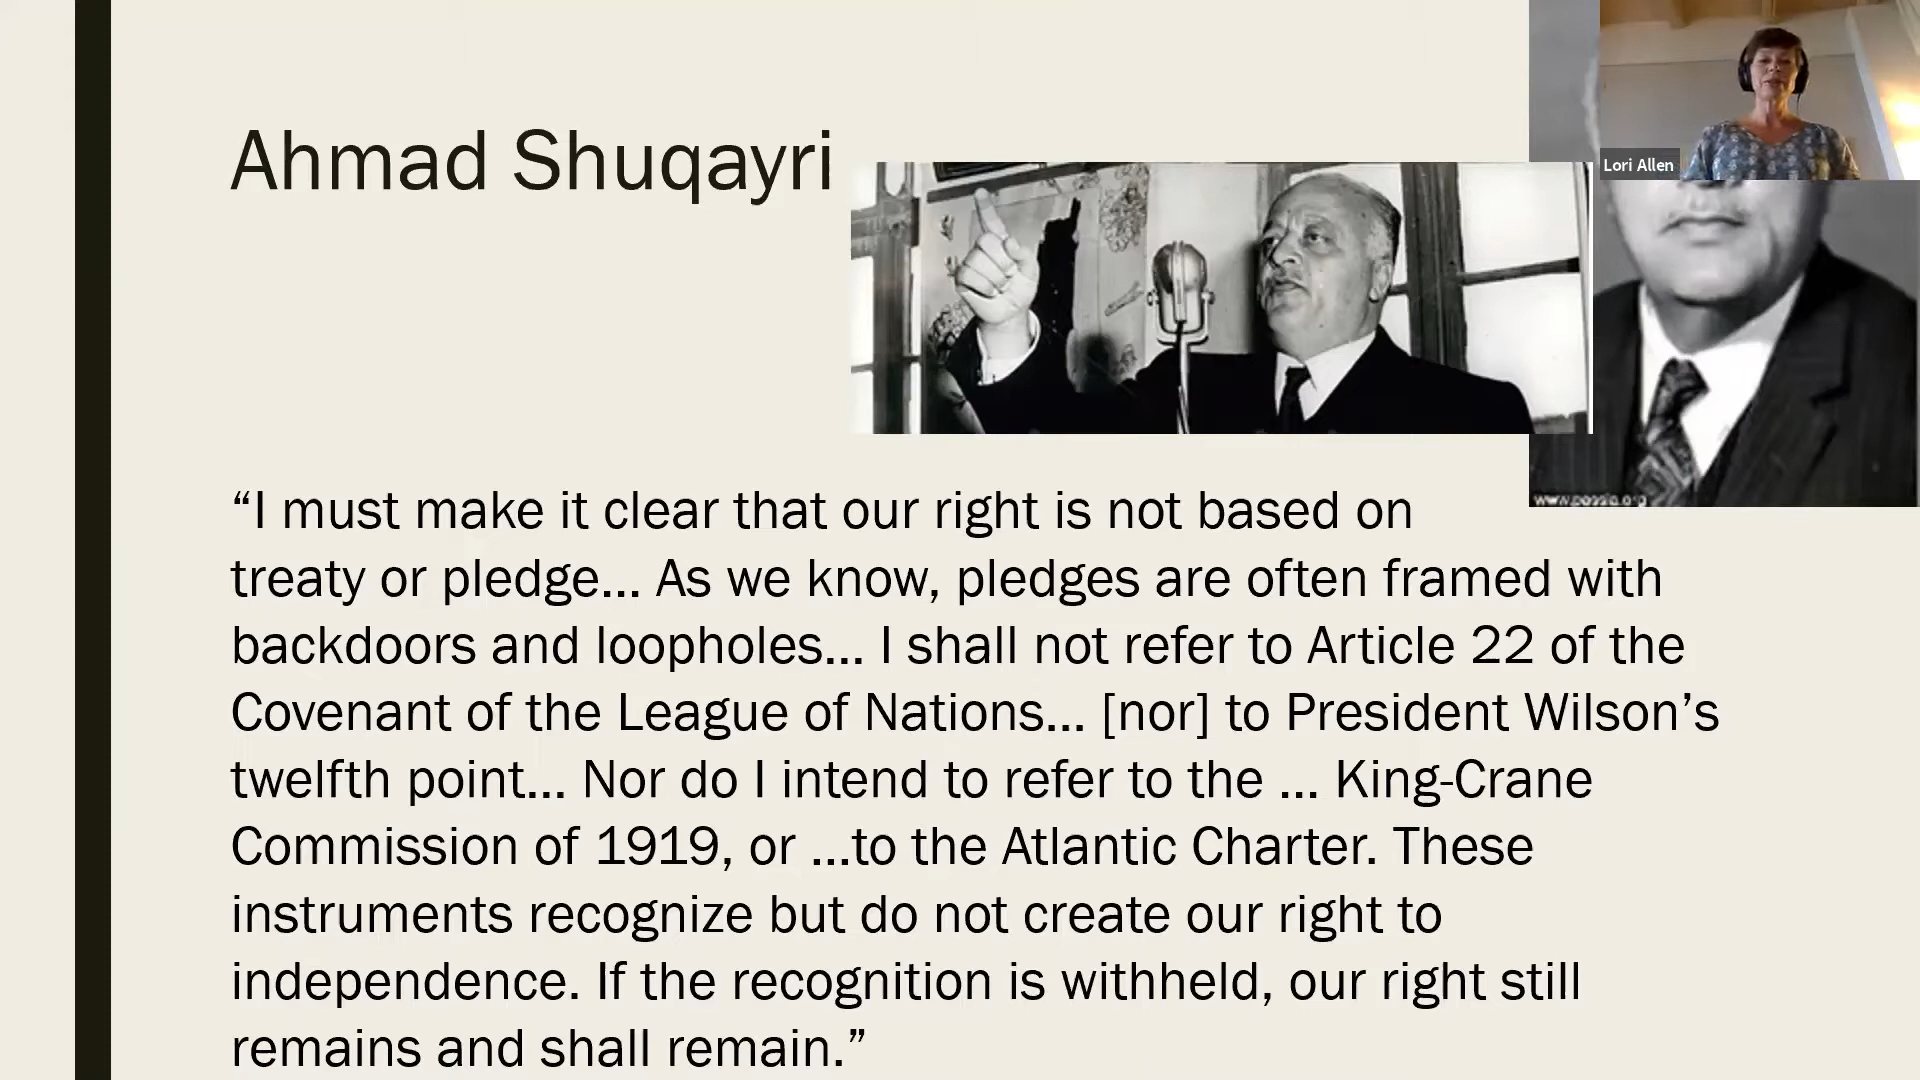 Lori Allen
Ahmad Shuqayri
www.passia.org
“I must make it clear that our right is not based on
treaty or pledge... As we know, pledges are often framed with
backdoors and loopholes... I shall not refer to Article 22 of the
Covenant of the League of Nations... [nor] to President Wilson’s
twelfth point... Nor do I intend to refer to the ... King-Crane
Commission of 1919, or ...to the Atlantic Charter. These
instruments recognize but do not create our right to
independence. If the recognition is withheld, our right still
remains and shall remain.”